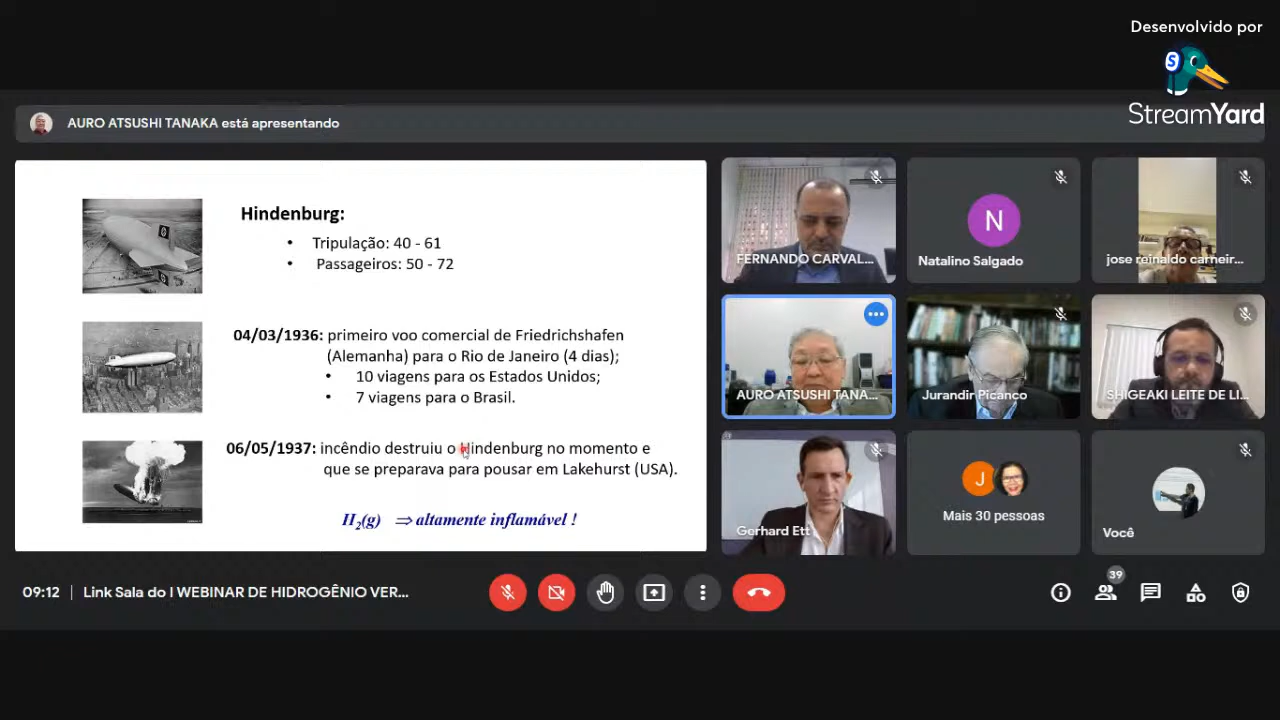 Desenvolvido por
StreamYard
AURO ATSUSHI TANAKA está apresentando
Hindenburg:
• Tripulação: 40 - 61
• Passageiros: 50 - 72
04/03/1936: primeiro voo comercial de Friedrichshafen
(Alemanha) para o Rio de Janeiro (4 dias);
• 10 viagens para os Estados Unidos;
• 7 viagens para o Brasil.
06/05/1937: incêndio destruiu o Hindenburg no momento e
que se preparava para pousar em Lakehurst (USA).
H₂(g) ⇒ altamente inflamável !
FERNANDO CARVAL...
N
Natalino Salgado
jose reinaldo carneir...
AURO ATSUSHI TANA...
Jurandir Picanco
SHIGEAKI LEITE DE LI...
Gerhard Ett
J
Mais 30 pessoas
Você
09:12 | Link Sala do I WEBINAR DE HIDROGÊNIO VER...
39